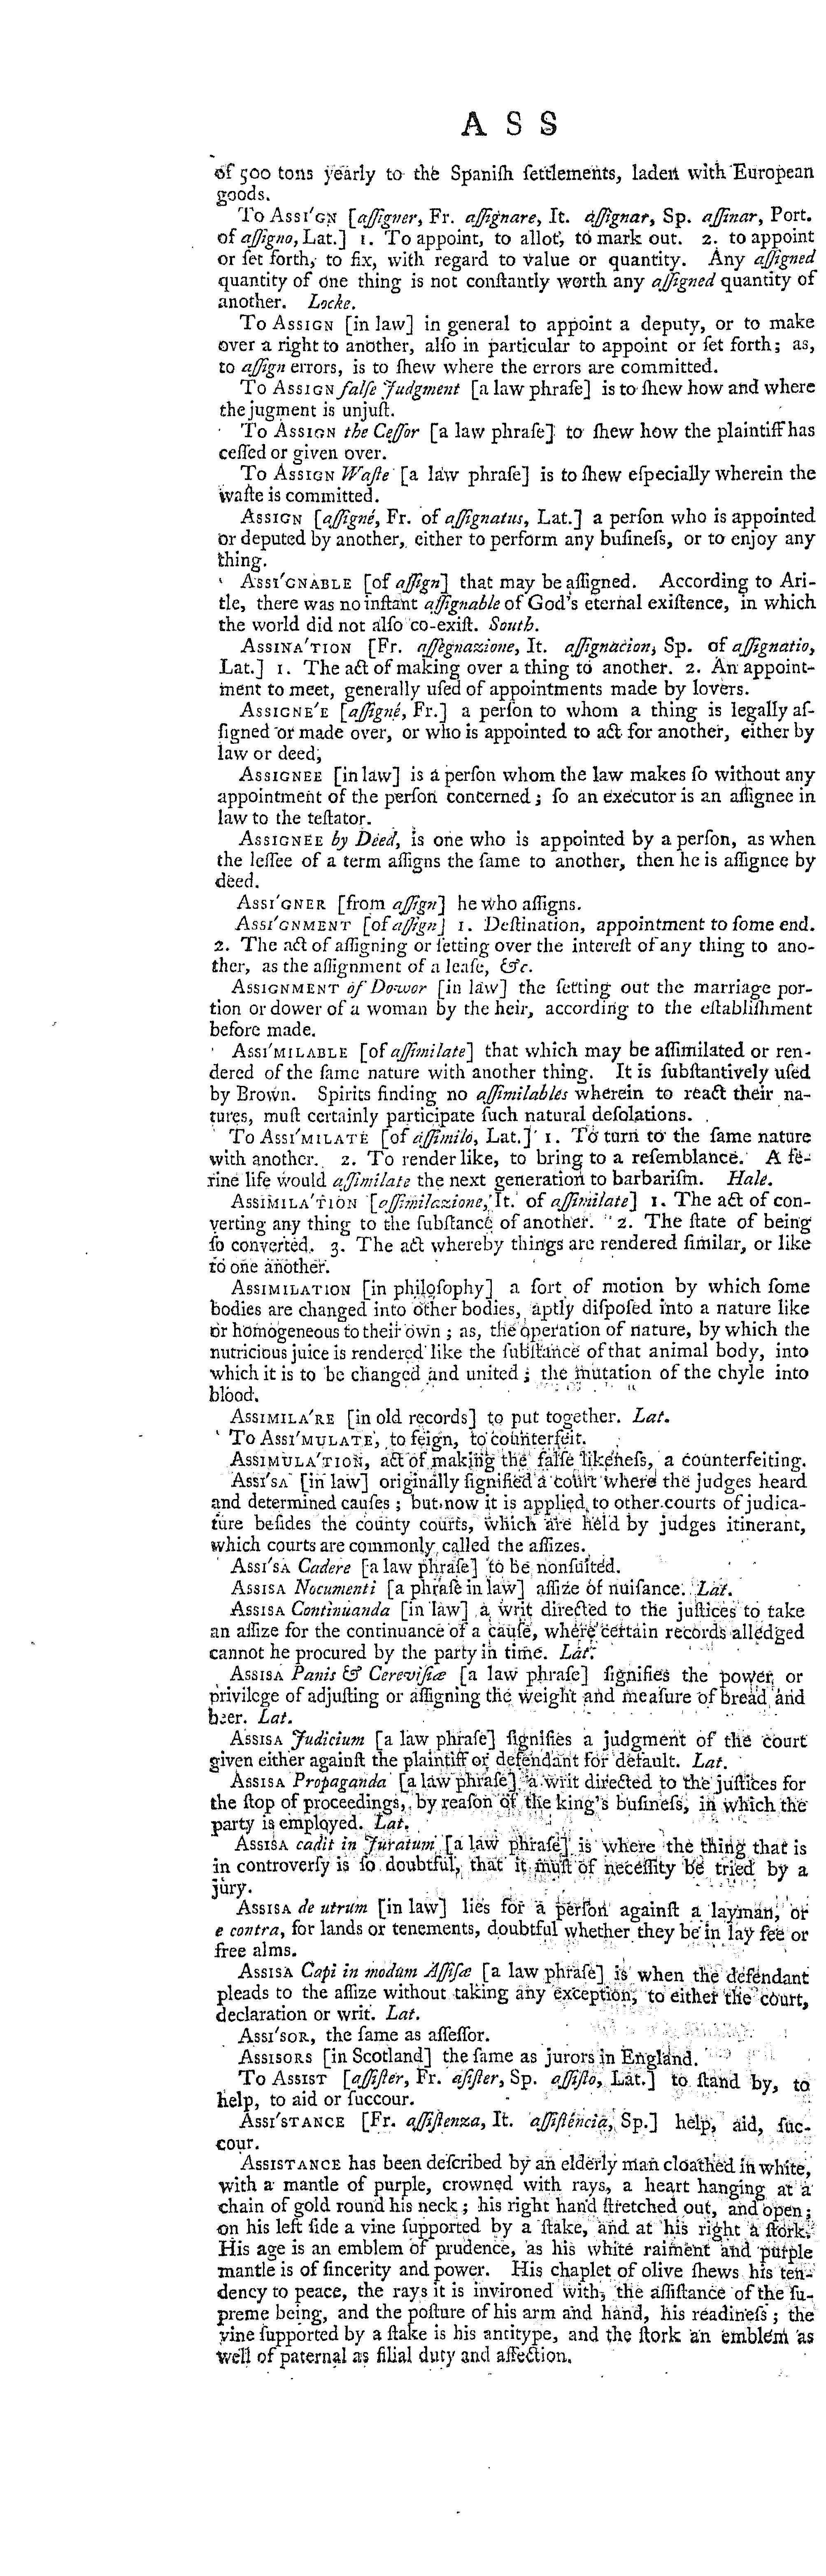 A S S
of 500 tons yearly to the Spaniſh ſettlements, laden with European
goods.
To Assi′gn [aſſigner, Fr. aſſignare, It. aſſignar, Sp. aſſinar, Port.
of aſſigno, Lat.] 1. To appoint, to allot, to mark out. 2. to appoint
or ſet forth, to fix, with regard to value or quantity. Any aſſigned
quantity of one thing is not conſtantly worth any aſſigned quantity of
another. Locke.
To Assign [in law] in general to appoint a deputy, or to make
over a right to another, alſo in particular to appoint or ſet forth; as,
to aſſign errors, is to ſhew where the errors are committed.
To Assign falſe Judgment [a law phraſe] is to ſhew how and where
the jugment is unjuſt.
To Assign the Ceſſor [a law phraſe] to ſhew how the plaintiff has
ceſſed or given over.
To Assign Waſte [a law phraſe] is to ſhew eſpecially wherein the
waſte is committed.
Assign [aſſigné, Fr. of aſſignatus, Lat.] a perſon who is appointed
or deputed by another, either to perform any buſineſs, or to enjoy any
thing.
Assi′gnable [of aſſign] that may be aſſigned. According to Ari-
tle, there was no inſtant aſſignable of God's eternal exiſtence, in which
the world did not alſo co-exiſt. South.
Assina′tion [Fr. aſſegnazione, It. aſſignacion, Sp. of aſſignatio,
Lat.] 1. The act of making over a thing to another. 2. An appoint-
ment to meet, generally uſed of appointments made by lovers.
Assigne′e [aſſigné, Fr.] a perſon to whom a thing is legally aſ-
ſigned or made over, or who is appointed to act for another, either by
law or deed,
Assignee [in law] is a perſon whom the law makes ſo without any
appointment of the perſon concerned; ſo an executor is an aſſignee in
law to the teſtator.
Assignee by Deed, is one who is appointed by a perſon, as when
the leſſee of a term aſſigns the ſame to another, then he is aſſignee by
deed.
Assi′gner [from aſſign] he who aſſigns.
Assi′gnment [of aſſign] 1. Deſtination, appointment to ſome end.
2. The act of aſſigning or ſetting over the intereſt of any thing to ano-
ther, as the aſſignment of a leaſe, &c.
Assignment of Dowor [in law] the ſetting out the marriage por-
tion or dower of a woman by the heir, according to the eſtabliſhment
before made.
Assi′milable [of aſſimilate] that which may be aſſimilated or ren-
dered of the ſame nature with another thing. It is ſubſtantively uſed
by Brown. Spirits finding no aſſimilables wherein to react their na-
tures, muſt certainly participate ſuch natural deſolations.
To Assi′milate [of aſſimilo, Lat.] 1. To turn to the ſame nature
with another. 2. To render like, to bring to a reſemblance. A fe-
rine life would aſſimilate the next generation to barbariſm. Hale.
Assimila′tion [aſſimilazione, It. of aſſimilate] 1. The act of con-
verting any thing to the ſubſtance of another. 2. The ſtate of being
ſo converted. 3. The act whereby things are rendered ſimilar, or like
to one another.
Assimilation [in philoſophy] a ſort of motion by which ſome
bodies are changed into other bodies, aptly diſpoſed into a nature like
or homogeneous to their own; as, the operation of nature, by which the
nutricious juice is rendered like the ſubſtance of that animal body, into
which it is to be changed and united; the mutation of the chyle into
blood.
Assimila′re [in old records] to put together. Lat.
To Assi′mulate, to feign, to counterfeit.
Assimula′tion, act of making the falſe likeneſs, a counterfeiting.
Assi′sa [in law] originally ſignified a court where the judges heard
and determined cauſes; but now it is applied to other courts of judica-
ture beſides the county courts, which are held by judges itinerant,
which courts are commonly called the aſſizes.
Assi′sa Cadere [a law phraſe] to be nonſuited.
Assisa Nocumenti [a phraſe in law] aſſize of nuiſance. Lat.
Assisa Continuanda [in law] a writ directed to the juſtices to take
an aſſize for the continuance of a cauſe, where certain records alledged
cannot he procured by the party in time. Lat.
Assisa Panis & Cereviſiæ [a law phraſe] ſignifies the power or
privilege of adjuſting or aſſigning the weight and meaſure of bread and
beer. Lat.
Assisa Judicium [a law phraſe] ſignifies a judgment of the court
given either againſt the plaintiff or defendant for default. Lat.
Assisa Propaganda [a law phraſe] a writ directed to the juſtices for
the ſtop of proceedings, by reaſon of the king's buſineſs, in which the
party is employed. Lat.
Assisa cadit in Juratum [a law phraſe] is where the thing that is
in controverſy is ſo doubtful, that it muſt of neceſſity be tried by a
jury.
Assisa de utrum [in law] lies for a perſon againſt a layman, or
e contra, for lands or tenements, doubtful whether they be in lay fee or
free alms.
Assisa Capi in modum Aſſiſæ [a law phraſe] is when the defendant
pleads to the aſſize without taking any exception, to either the court,
declaration or writ. Lat.
Assi′sor, the ſame as aſſeſſor.
Assisors [in Scotland] the ſame as jurors in England.
To Assist [aſſiſter, Fr. aſiſter, Sp. aſſiſto, Lat.] to ſtand by, to
help, to aid or ſuccour.
Assi′stance [Fr. aſſiſtenza, It. aſſiſténcia, Sp.] help, aid, ſuc-
cour.
Assistance has been deſcribed by an elderly man cloathed in white,
with a mantle of purple, crowned with rays, a heart hanging at a
chain of gold round his neck; his right hand ſtretched out, and open;
on his left ſide a vine ſupported by a ſtake, and at his right a ſtork.
His age is an emblem of prudence, as his white raiment and purple
mantle is of ſincerity and power. His chaplet of olive ſhews his ten-
dency to peace, the rays it is invironed with, the aſſiſtance of the ſu-
preme being, and the poſture of his arm and hand, his readineſs; the
vine ſupported by a ſtake is his antitype, and the ſtork an emblem as
well of paternal as filial duty and affection.